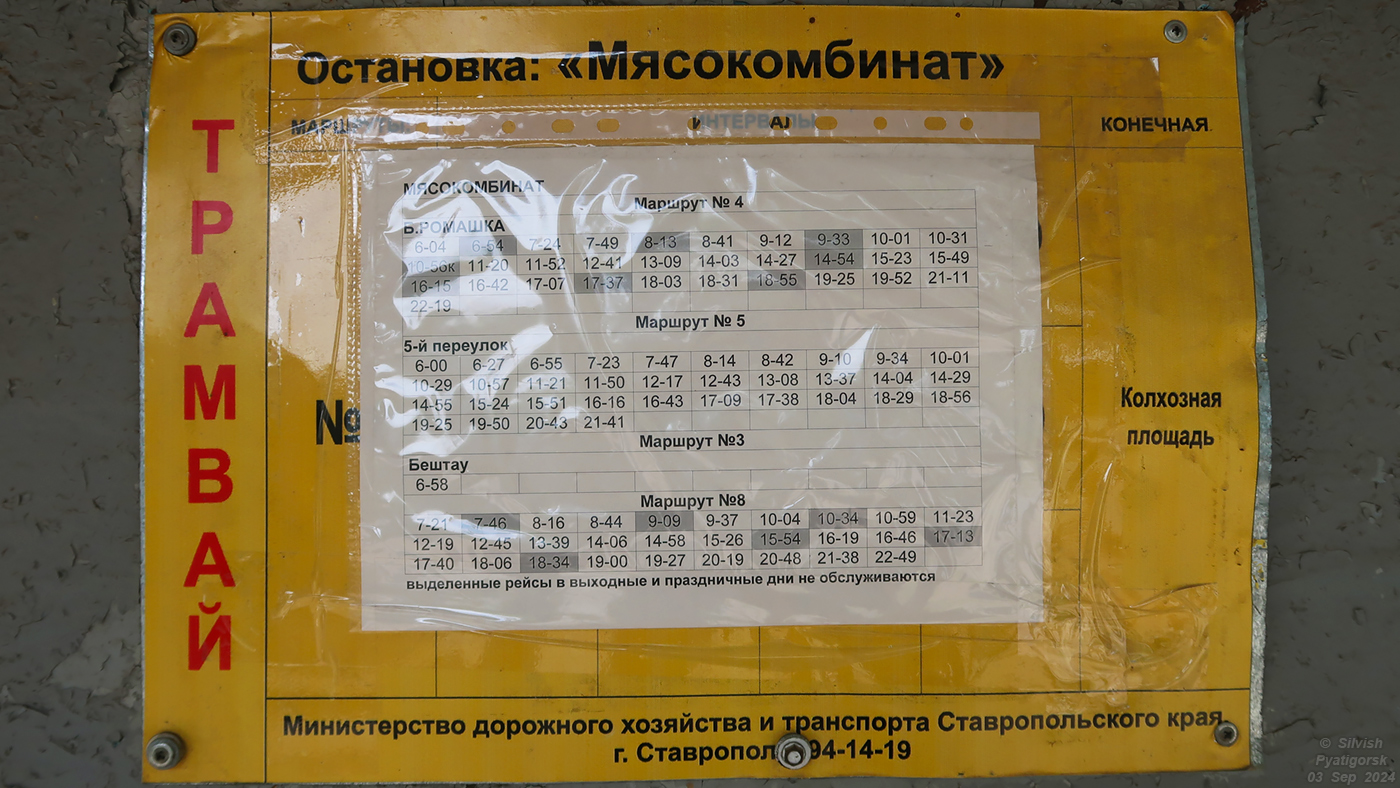 Остановка: «Мясокомбинат»
ТРАМВАЙ
МАРШРУТЫ ИНТЕРВАЛЫ КОНЕЧНАЯ
МЯСОКОМБИНАТ
Маршрут № 4
Б.РОМАШКА
6-04 6-54 7-24 7-49 8-13 8-41 9-12 9-33 10-01 10-31
10-56к 11-20 11-52 12-41 13-09 14-03 14-27 14-54 15-23 15-49
16-15 16-42 17-07 17-37 18-03 18-31 18-55 19-25 19-52 21-11
22-19
Маршрут № 5
5-й переулок
6-00 6-27 6-55 7-23 7-47 8-14 8-42 9-10 9-34 10-01
10-29 10-57 11-21 11-50 12-17 12-43 13-08 13-37 14-04 14-29
14-55 15-24 15-51 16-16 16-43 17-09 17-38 18-04 18-29 18-56
19-25 19-50 20-43 21-41
Маршрут №3
Бештау
6-58
Маршрут №8
7-21* 7-46 8-16 8-44 9-09 9-37 10-04 10-34 10-59 11-23
12-19 12-45 13-39 14-06 14-58 15-26 15-54 16-19 16-46 17-13
17-40 18-06 18-34 19-00 19-27 20-19 20-48 21-38 22-49
выделенные рейсы в выходные и праздничные дни не обслуживаются
№
Колхозная
площадь
Министерство дорожного хозяйства и транспорта Ставропольского края
г. Ставропол 94-14-19
© Silvish
Pyatigorsk
03 Sep 2024